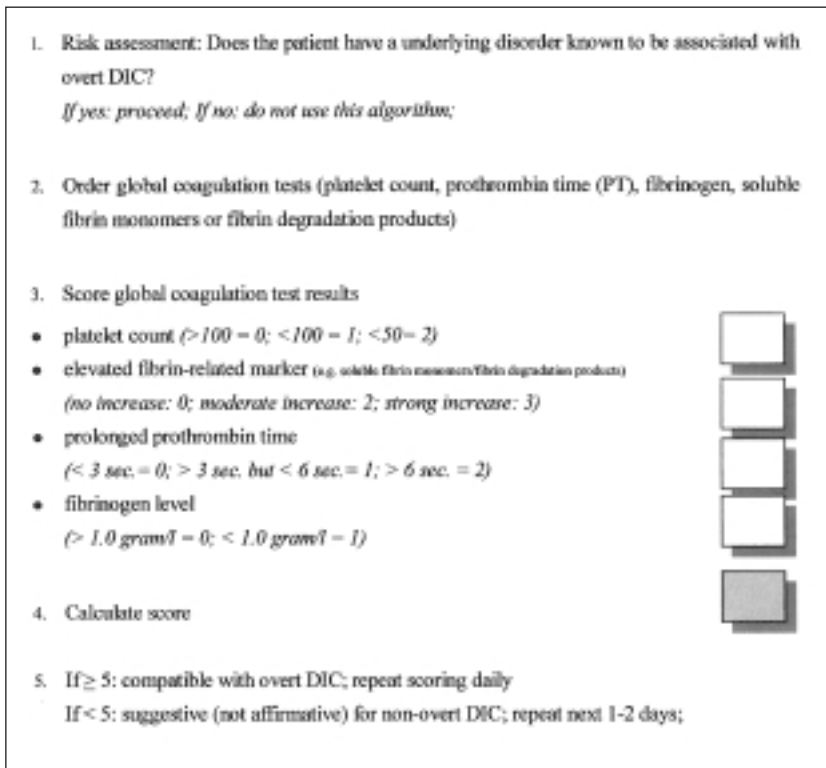 1. Risk assessment: Does the patient have a underlying disorder known to be associated with
overt DIC?
If yes: proceed; If no: do not use this algorithm;
2. Order global coagulation tests (platelet count, prothrombin time (PT), fibrinogen, soluble
fibrin monomers or fibrin degradation products)
3. Score global coagulation test results
• platelet count (>100 = 0; <100 = 1; <50= 2)
• elevated fibrin-related marker (e.g. soluble fibrin monomers/fibrin degradation products)
(no increase: 0; moderate increase: 2; strong increase: 3)
• prolonged prothrombin time
(< 3 sec.= 0; > 3 sec. but < 6 sec.= 1; > 6 sec. = 2)
• fibrinogen level
(> 1.0 gram/l = 0; < 1.0 gram/l = 1)
4. Calculate score
5. If ≥ 5: compatible with overt DIC; repeat scoring daily
If < 5: suggestive (not affirmative) for non-overt DIC; repeat next 1-2 days;